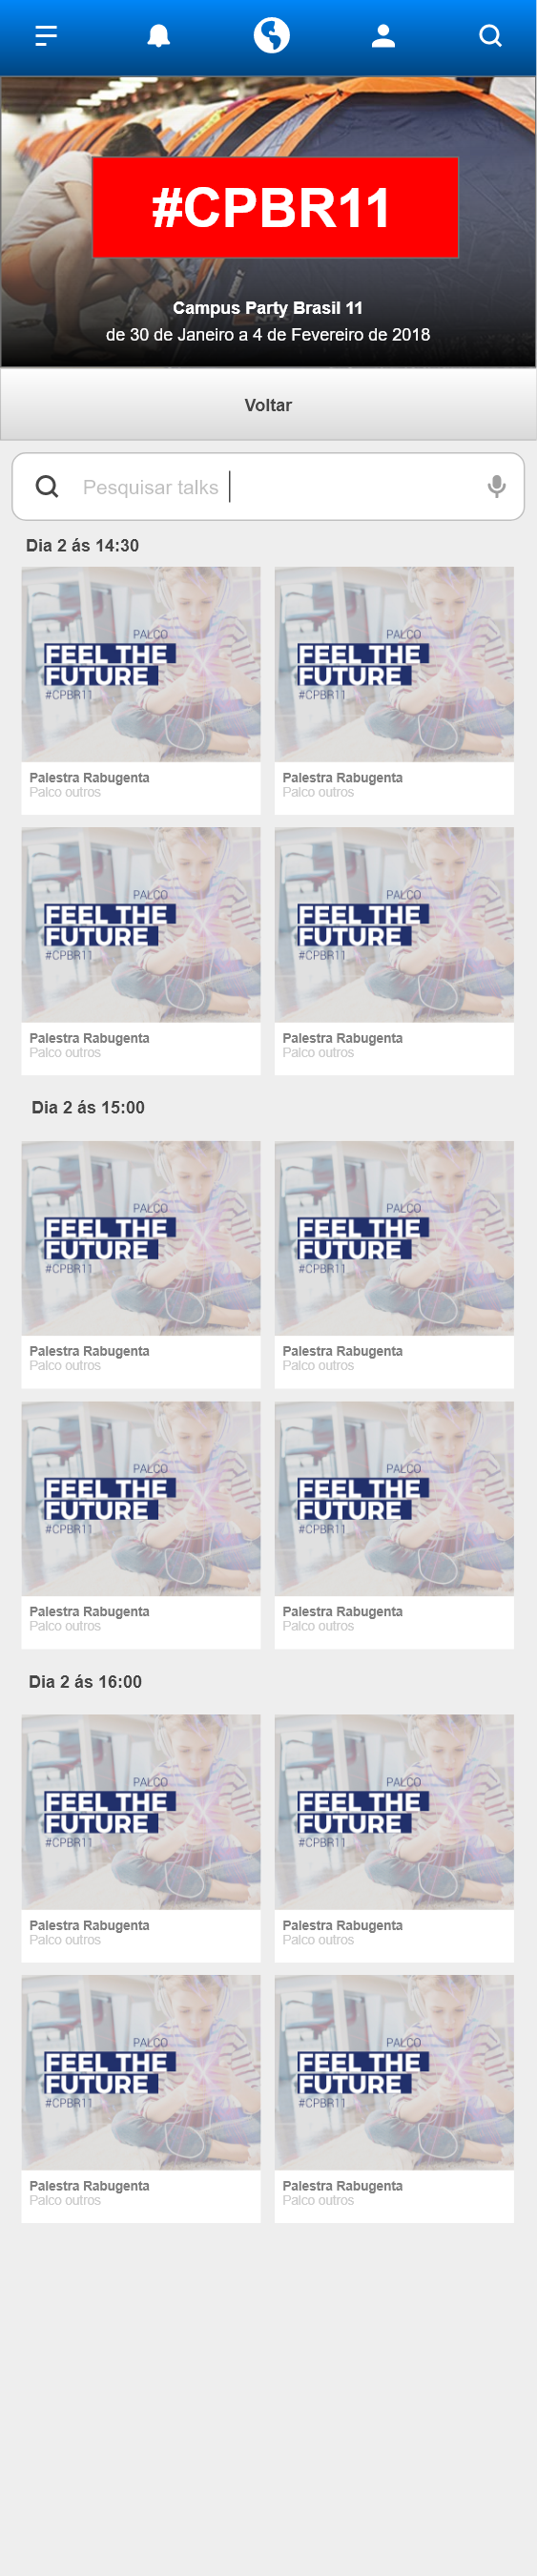 #CPBR11
Campus Party Brasil 11
de 30 de Janeiro a 4 de Fevereiro de 2018
Voltar
Pesquisar talks
Dia 2 ás 14:30
PALCO
FEEL THE
FUTURE
#CPBR11
Palestra Rabugenta
Palco outros
PALCO
FEEL THE
FUTURE
#CPBR11
Palestra Rabugenta
Palco outros
PALCO
FEEL THE
FUTURE
#CPBR11
Palestra Rabugenta
Palco outros
PALCO
FEEL THE
FUTURE
#CPBR11
Palestra Rabugenta
Palco outros
Dia 2 ás 15:00
PALCO
FEEL THE
FUTURE
#CPBR11
Palestra Rabugenta
Palco outros
PALCO
FEEL THE
FUTURE
#CPBR11
Palestra Rabugenta
Palco outros
PALCO
FEEL THE
FUTURE
#CPBR11
Palestra Rabugenta
Palco outros
PALCO
FEEL THE
FUTURE
#CPBR11
Palestra Rabugenta
Palco outros
Dia 2 ás 16:00
PALCO
FEEL THE
FUTURE
#CPBR11
Palestra Rabugenta
Palco outros
PALCO
FEEL THE
FUTURE
#CPBR11
Palestra Rabugenta
Palco outros
PALCO
FEEL THE
FUTURE
#CPBR11
Palestra Rabugenta
Palco outros
PALCO
FEEL THE
FUTURE
#CPBR11
Palestra Rabugenta
Palco outros